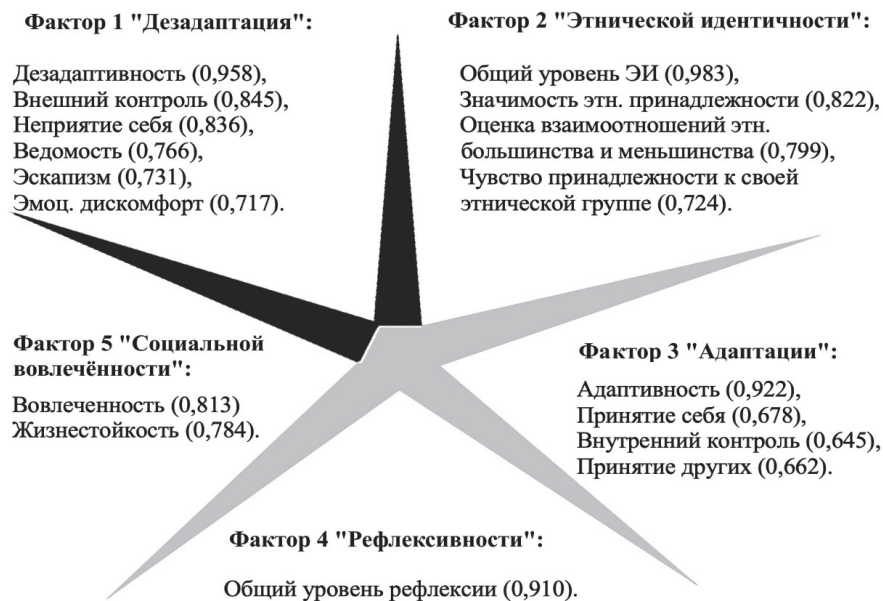 Фактор 1 "Дезадаптация":
Дезадаптивность (0,958),
Внешний контроль (0,845),
Неприятие себя (0,836),
Ведомость (0,766),
Эскапизм (0,731),
Эмоц. дискомфорт (0,717).
Фактор 2 "Этнической идентичности":
Общий уровень ЭИ (0,983),
Значимость этн. принадлежности (0,822),
Оценка взаимоотношений этн.
большинства и меньшинства (0,799),
Чувство принадлежности к своей
этнической группе (0,724).
Фактор 5 "Социальной
вовлечённости":
Вовлеченность (0,813)
Жизнестойкость (0,784).
Фактор 3 "Адаптации":
Адаптивность (0,922),
Принятие себя (0,678),
Внутренний контроль (0,645),
Принятие других (0,662).
Фактор 4 "Рефлексивности":
Общий уровень рефлексии (0,910).